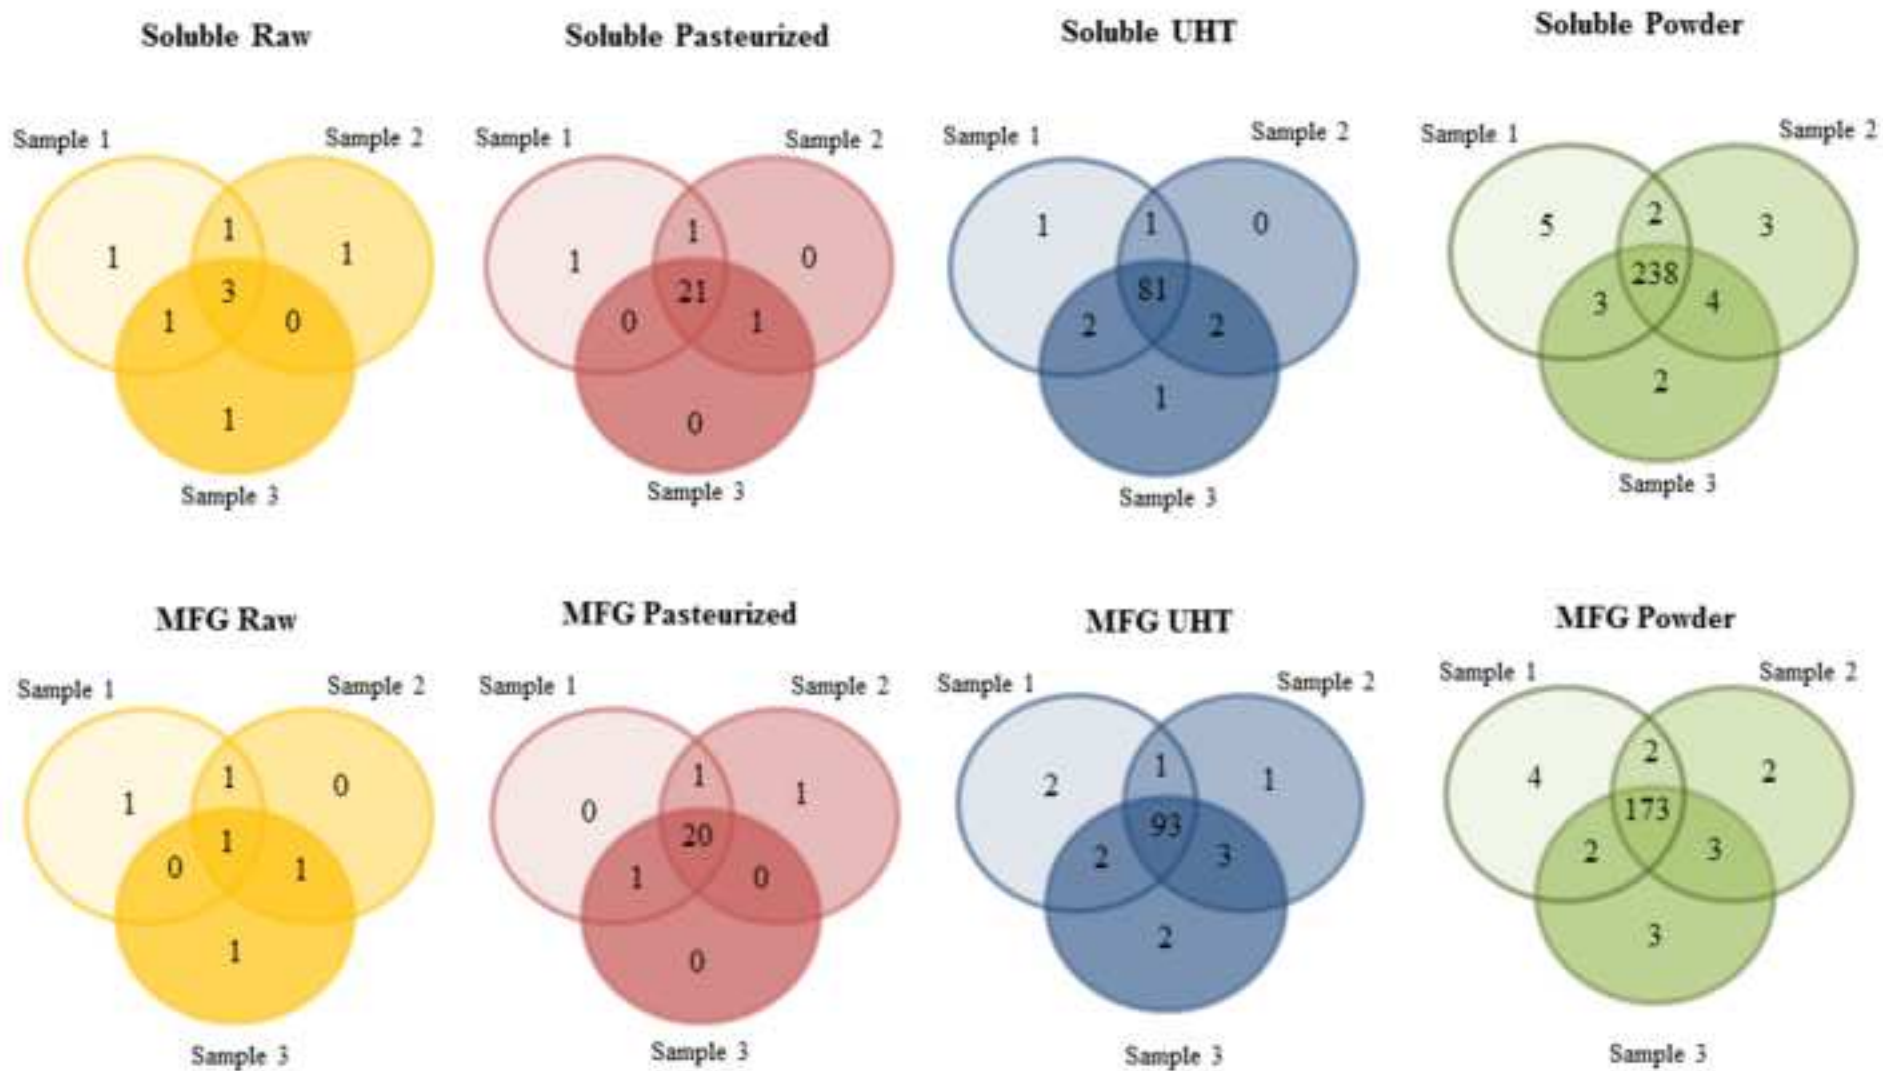 Soluble Raw
Soluble Pasteurized
Soluble UHT
Soluble Powder
Sample 1
Sample 2
1
1
1
3
1
0
1
Sample 3
Sample 1
Sample 2
1
1
0
21
0
1
0
Sample 3
Sample 1
Sample 2
1
1
0
81
2
2
1
Sample 3
Sample 1
Sample 2
5
2
3
238
3
4
2
Sample 3
MFG Raw
MFG Pasteurized
MFG UHT
MFG Powder
Sample 1
Sample 2
1
1
0
1
0
1
1
Sample 3
Sample 1
Sample 2
0
1
1
20
1
0
0
Sample 3
Sample 1
Sample 2
2
1
1
93
2
3
2
Sample 3
Sample 1
Sample 2
4
2
2
173
2
3
3
Sample 3